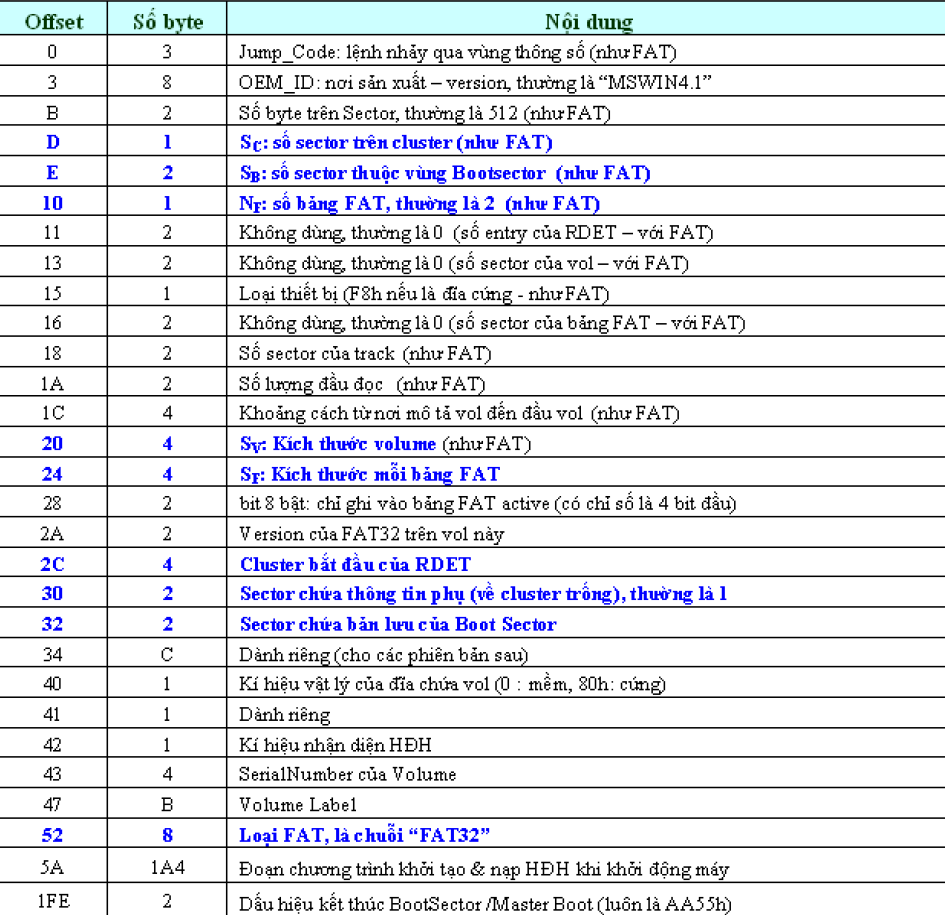 Offset Số byte Nội dung
0 3 Jump_Code: lệnh nhảy qua vùng thông số (như FAT)
3 8 OEM_ID: nơi sản xuất – version, thường là “MSWIN4.1”
B 2 Số byte trên Sector, thường là 512 (như FAT)
D 1 SC: số sector trên cluster (như FAT)
E 2 SB: số sector thuộc vùng Bootsector (như FAT)
10 1 NF: số bảng FAT, thường là 2 (như FAT)
11 2 Không dùng, thường là 0 (số entry của RDET – với FAT)
13 2 Không dùng, thường là 0 (số sector của vol – với FAT)
15 1 Loại thiết bị (F8h nếu là đĩa cứng - như FAT)
16 2 Không dùng, thường là 0 (số sector của bảng FAT – với FAT)
18 2 Số sector của track (như FAT)
1A 2 Số lượng đầu đọc (như FAT)
1C 4 Khoảng cách từ nơi mô tả vol đến đầu vol (như FAT)
20 4 SV: Kích thước volume (như FAT)
24 4 SF: Kích thước mỗi bảng FAT
28 2 bit 8 bật: chỉ ghi vào bảng FAT active (có chỉ số là 4 bit đầu)
2A 2 Version của FAT32 trên vol này
2C 4 Cluster bắt đầu của RDET
30 2 Sector chứa thông tin phụ (về cluster trống), thường là 1
32 2 Sector chứa bản lưu của Boot Sector
34 C Dành riêng (cho các phiên bản sau)
40 1 Kí hiệu vật lý của đĩa chứa vol (0 : mềm, 80h: cứng)
41 1 Dành riêng
42 1 Kí hiệu nhận diện HĐH
43 4 SerialNumber của Volume
47 B Volume Label
52 8 Loại FAT, là chuỗi “FAT32”
5A 1A4 Đoạn chương trình khởi tạo & nạp HĐH khi khởi động máy
1FE 2 Dấu hiệu kết thúc BootSector /Master Boot (luôn là AA55h)